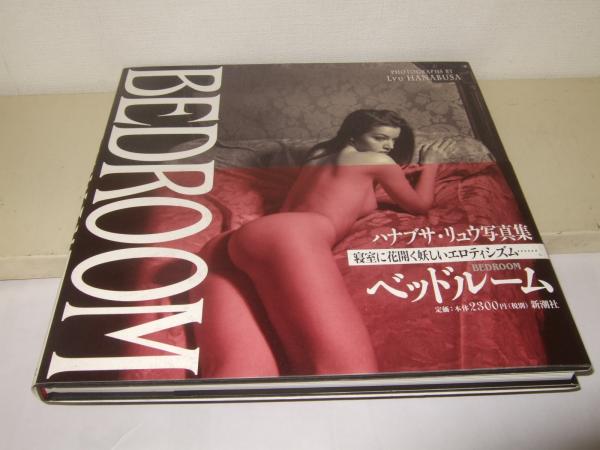 BEDROOM
PHOTOGRAPHS BY
LYU HANABUSA
ハナブサ・リュウ写真集
寝室に花開く妖しいエロティシズム……。
BEDROOM
ベッドルーム
定価：本体2300円（税別） 新潮社